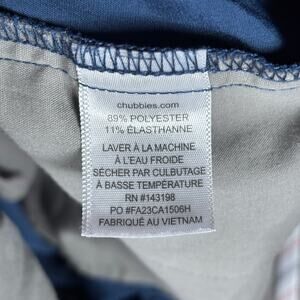 chubbies.com
89% POLYESTER
11% ÉLASTHANNE
LAVER À LA MACHINE
À L'EAU FROIDE
SÉCHER PAR CULBUTAGE
À BASSE TEMPÉRATURE
RN #143198
PO #FA23CA1506H
FABRIQUÉ AU VIETNAM